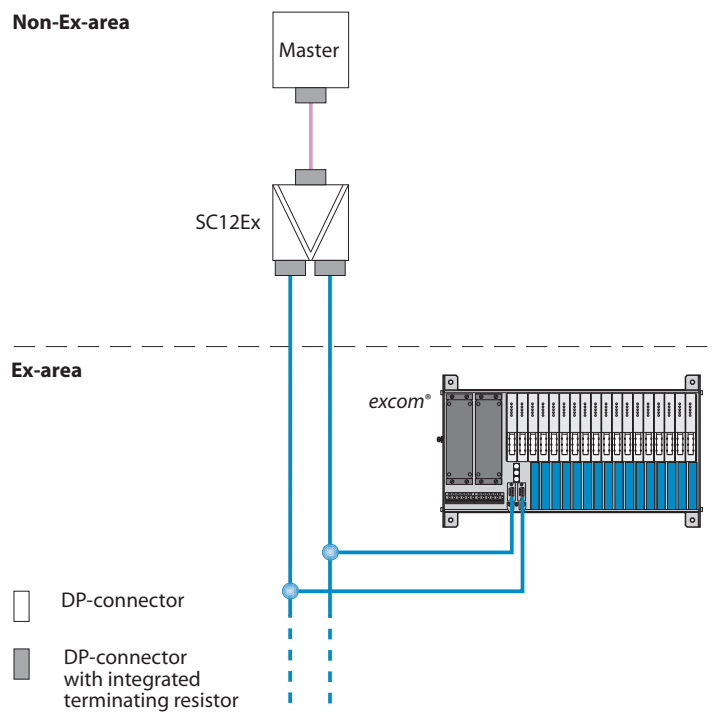 Non-Ex-area
Master
SC12Ex
Ex-area
excom®
DP-connector
DP-connector
with integrated
terminating resistor